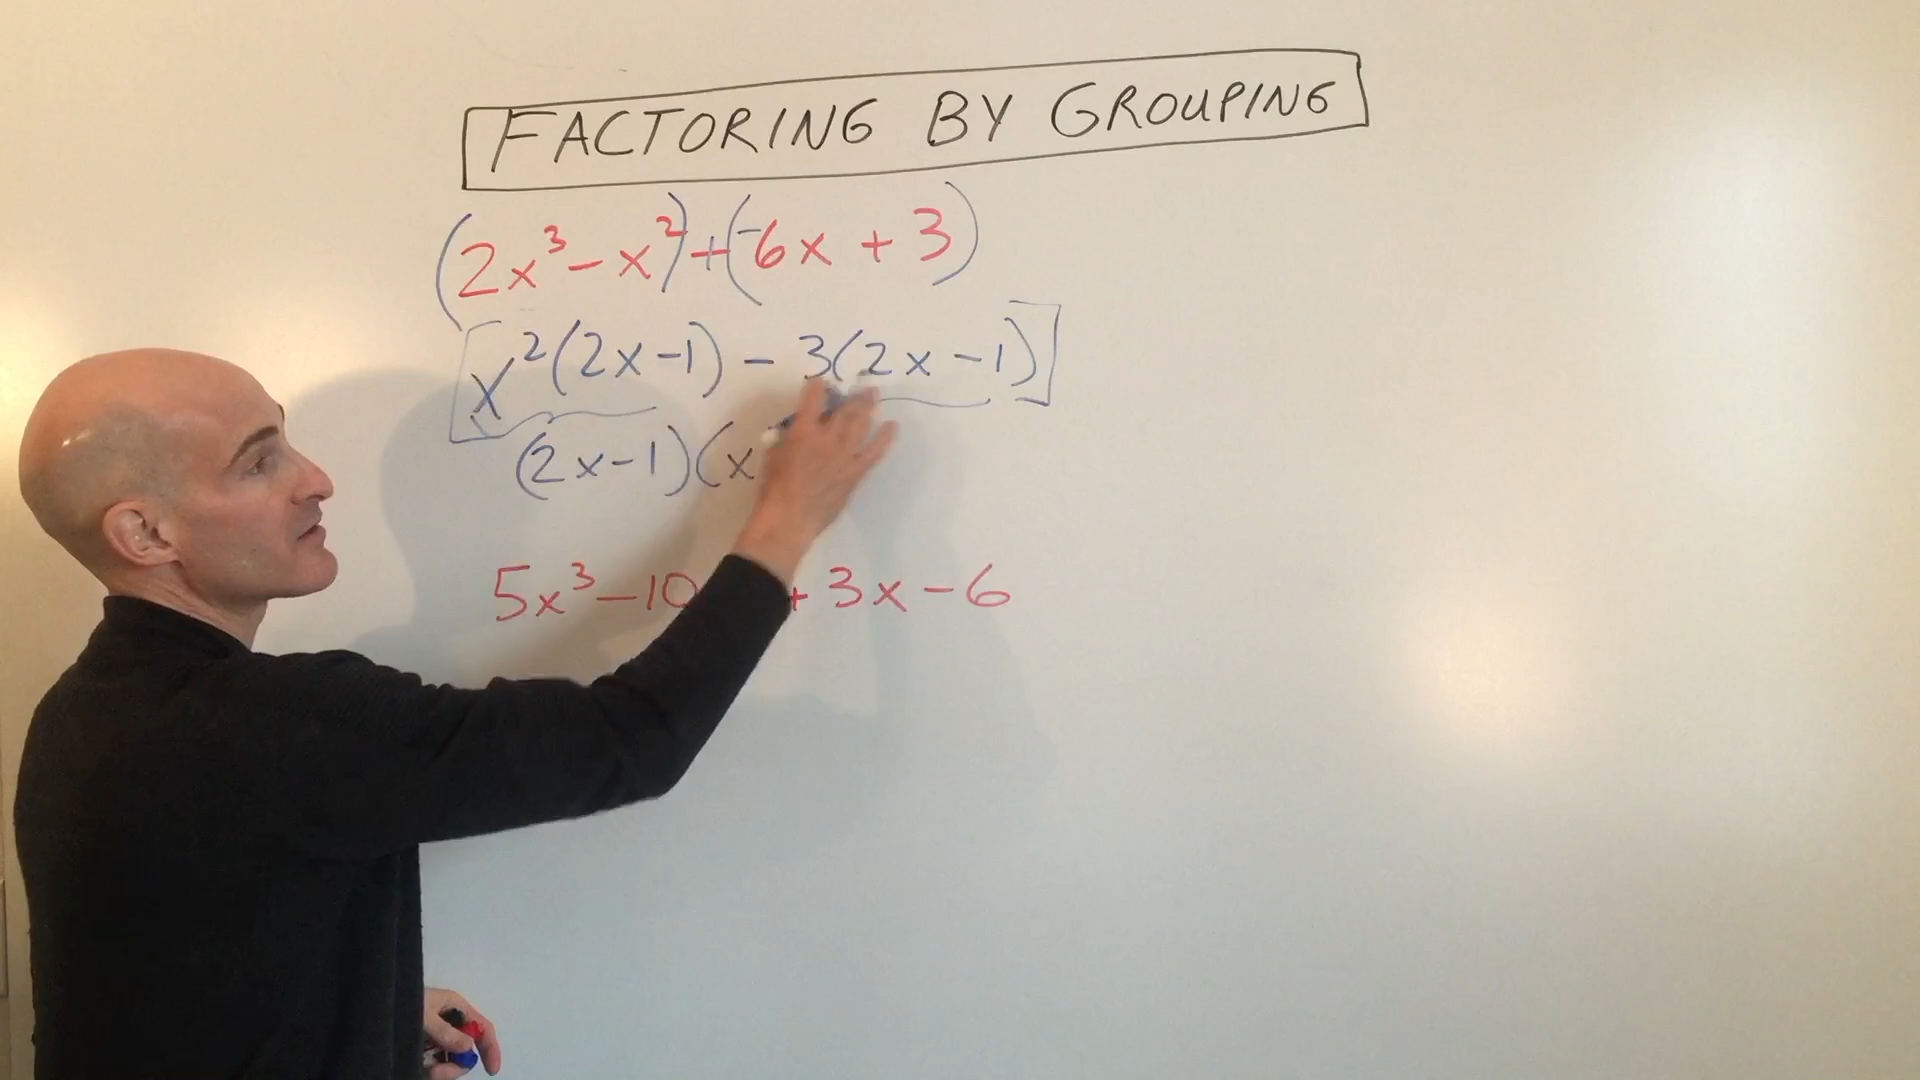 FACTORING BY GROUPING
(2x³-x²)+(-6x + 3)
[x²(2x-1) - 3(2x-1)]
(2x-1)(x
5x³-10 + 3x-6